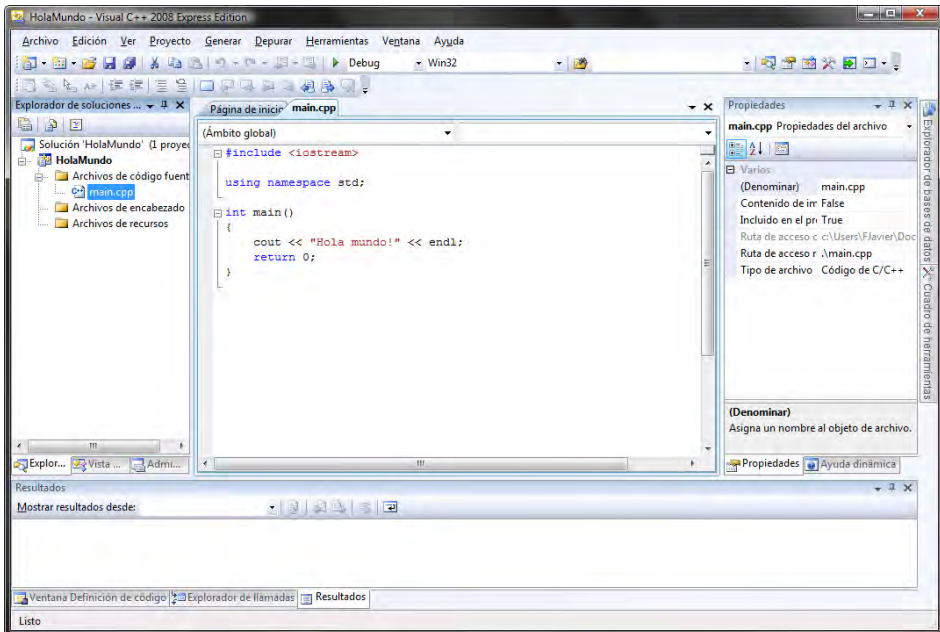 HolaMundo - Visual C++ 2008 Express Edition
Archivo Edición Ver Proyecto Generar Depurar Herramientas Ventana Ayuda
Debug Win32
Explorador de soluciones ...
Solución 'HolaMundo' (1 proyec
HolaMundo
Archivos de código fuent
main.cpp
Archivos de encabezado
Archivos de recursos
Explor... Vista ... Admi...
Página de inicio main.cpp
(Ámbito global)
#include <iostream>
using namespace std;
int main()
{
cout << "Hola mundo!" << endl;
return 0;
}
Propiedades
main.cpp Propiedades del archivo
Varios
(Denominar) main.cpp
Contenido de im False
Incluido en el pro True
Ruta de acceso c c:\Users\FJavier\Doc
Ruta de acceso r .\main.cpp
Tipo de archivo Código de C/C++
(Denominar)
Asigna un nombre al objeto de archivo.
Propiedades Ayuda dinámica
Explorador de bases de datos
Cuadro de herramientas
Resultados
Mostrar resultados desde:
Ventana Definición de código Explorador de llamadas Resultados
Listo